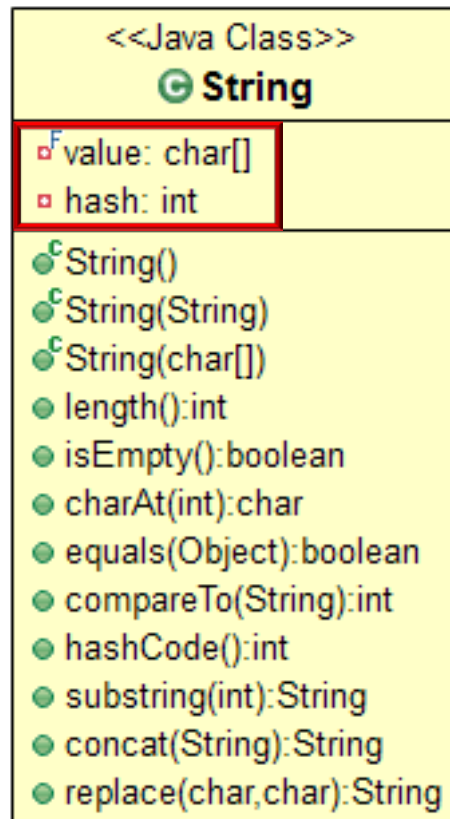 <<Java Class>>
C String
F value: char[]
hash: int
C String()
C String(String)
C String(char[])
length():int
isEmpty():boolean
charAt(int):char
equals(Object):boolean
compareTo(String):int
hashCode():int
substring(int):String
concat(String):String
replace(char,char):String